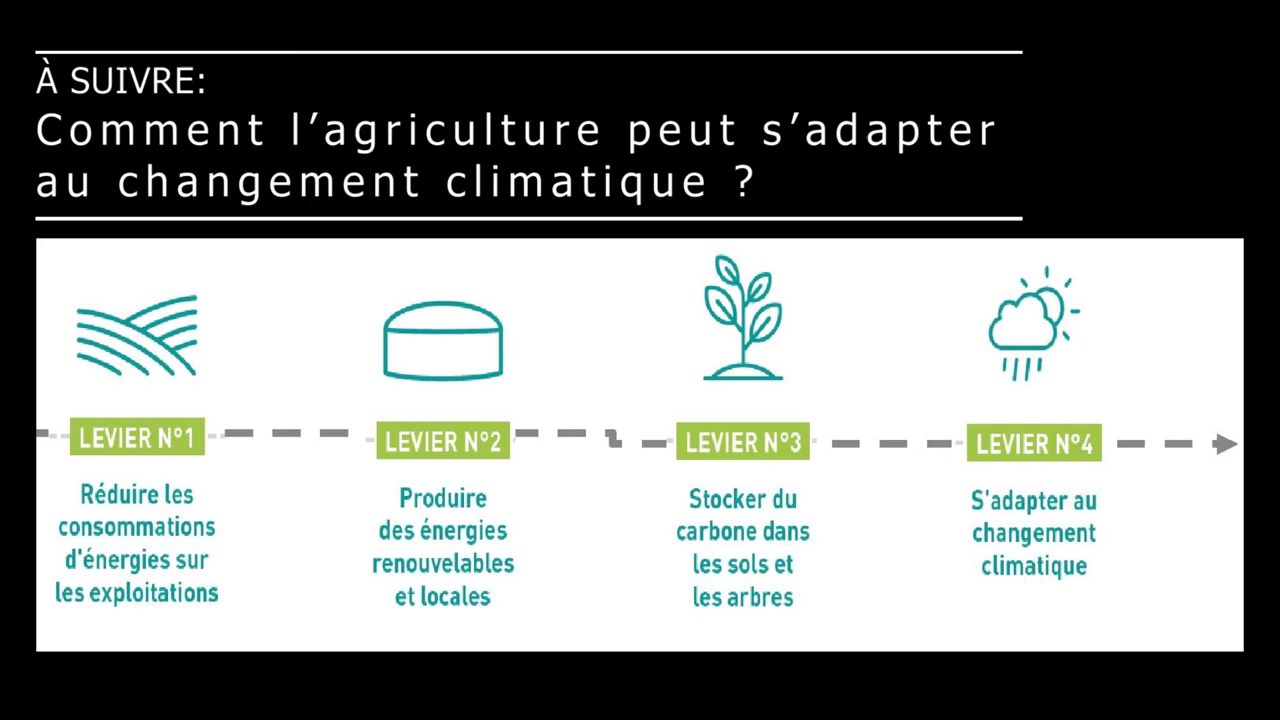 À SUIVRE:
Comment l’agriculture peut s’adapter
au changement climatique ?
LEVIER N°1
Réduire les
consommations
d'énergies sur
les exploitations
LEVIER N°2
Produire
des énergies
renouvelables
et locales
LEVIER N°3
Stocker du
carbone dans
les sols et
les arbres
LEVIER N°4
S'adapter au
changement
climatique